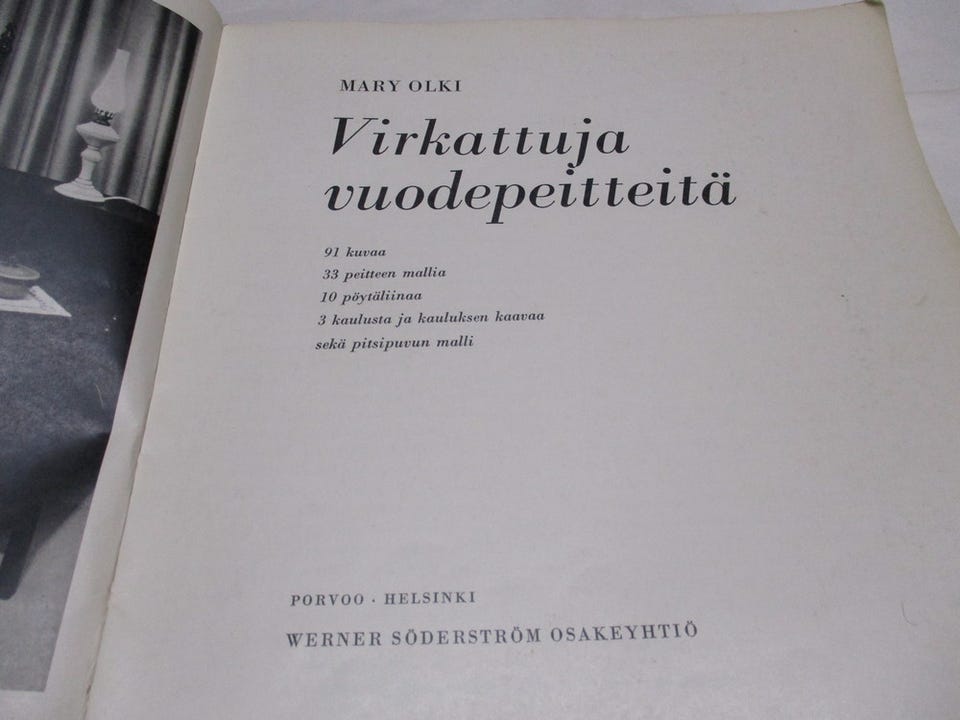 MARY OLKI
Virkattuja
vuodepeitteitä
91 kuvaa
33 peitteen mallia
10 pöytäliinaa
3 kaulusta ja kauluksen kaavaa
sekä pitsipuvun malli
PORVOO · HELSINKI
WERNER SÖDERSTRÖM OSAKEYHTIÖ